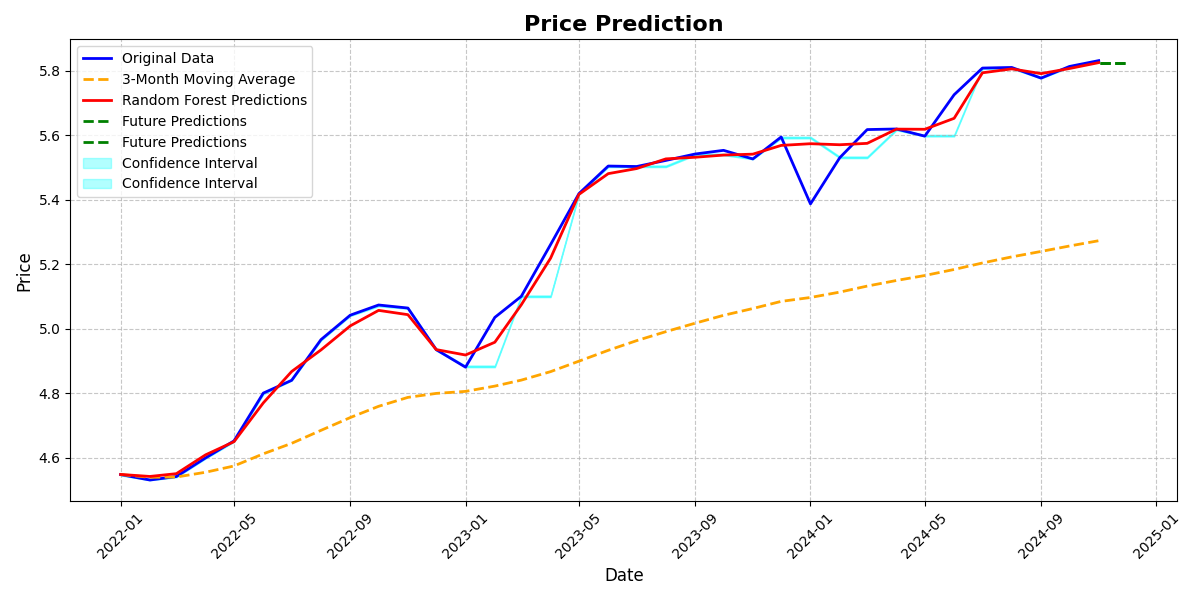 Price Prediction
Original Data
3-Month Moving Average
Random Forest Predictions
Future Predictions
Future Predictions
Confidence Interval
Confidence Interval
Price
5.8
5.6
5.4
5.2
5.0
4.8
4.6
2022-01
2022-05
2022-09
2023-01
2023-05
2023-09
2024-01
2024-05
2024-09
2025-01
Date